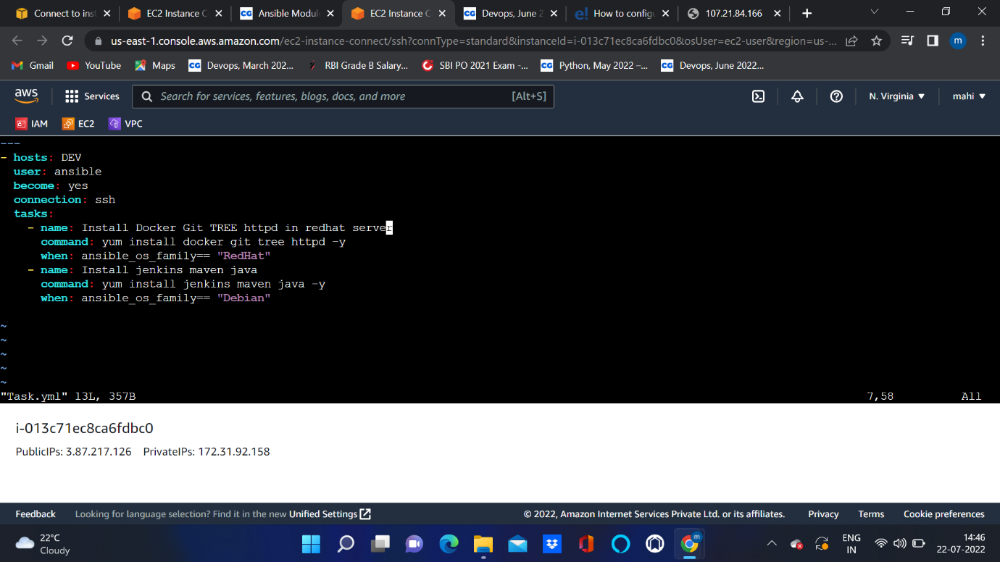 Connect to inst
EC2 Instance C
Ansible Modul
EC2 Instance C
Devops, June 2
How to configu
107.21.84.166
us-east-1.console.aws.amazon.com/ec2-instance-connect/ssh?connType=standard&instanceId=i-013c71ec8ca6fdbc0&osUser=ec2-user&region=us-...
m
Gmail
YouTube
Maps
CG Devops, March 202...
RBI Grade B Salary...
SBI PO 2021 Exam -...
CG Python, May 2022 –...
CG Devops, June 2022...
aws
Services
Search for services, features, blogs, docs, and more [Alt+S]
N. Virginia ▼
mahi ▼
IAM
EC2
VPC
---
- hosts: DEV
  user: ansible
  become: yes
  connection: ssh
  tasks:
    - name: Install Docker Git TREE httpd in redhat server
      command: yum install docker git tree httpd -y
      when: ansible_os_family== "RedHat"
    - name: Install jenkins maven java
      command: yum install jenkins maven java -y
      when: ansible_os_family== "Debian"
~
~
~
~
~
"Task.yml" 13L, 357B 7,58 All
i-013c71ec8ca6fdbc0
PublicIPs: 3.87.217.126 PrivateIPs: 172.31.92.158
Feedback Looking for language selection? Find it in the new Unified Settings © 2022, Amazon Internet Services Private Ltd. or its affiliates. Privacy Terms Cookie preferences
22°C
Cloudy
ENG
IN
14:46
22-07-2022